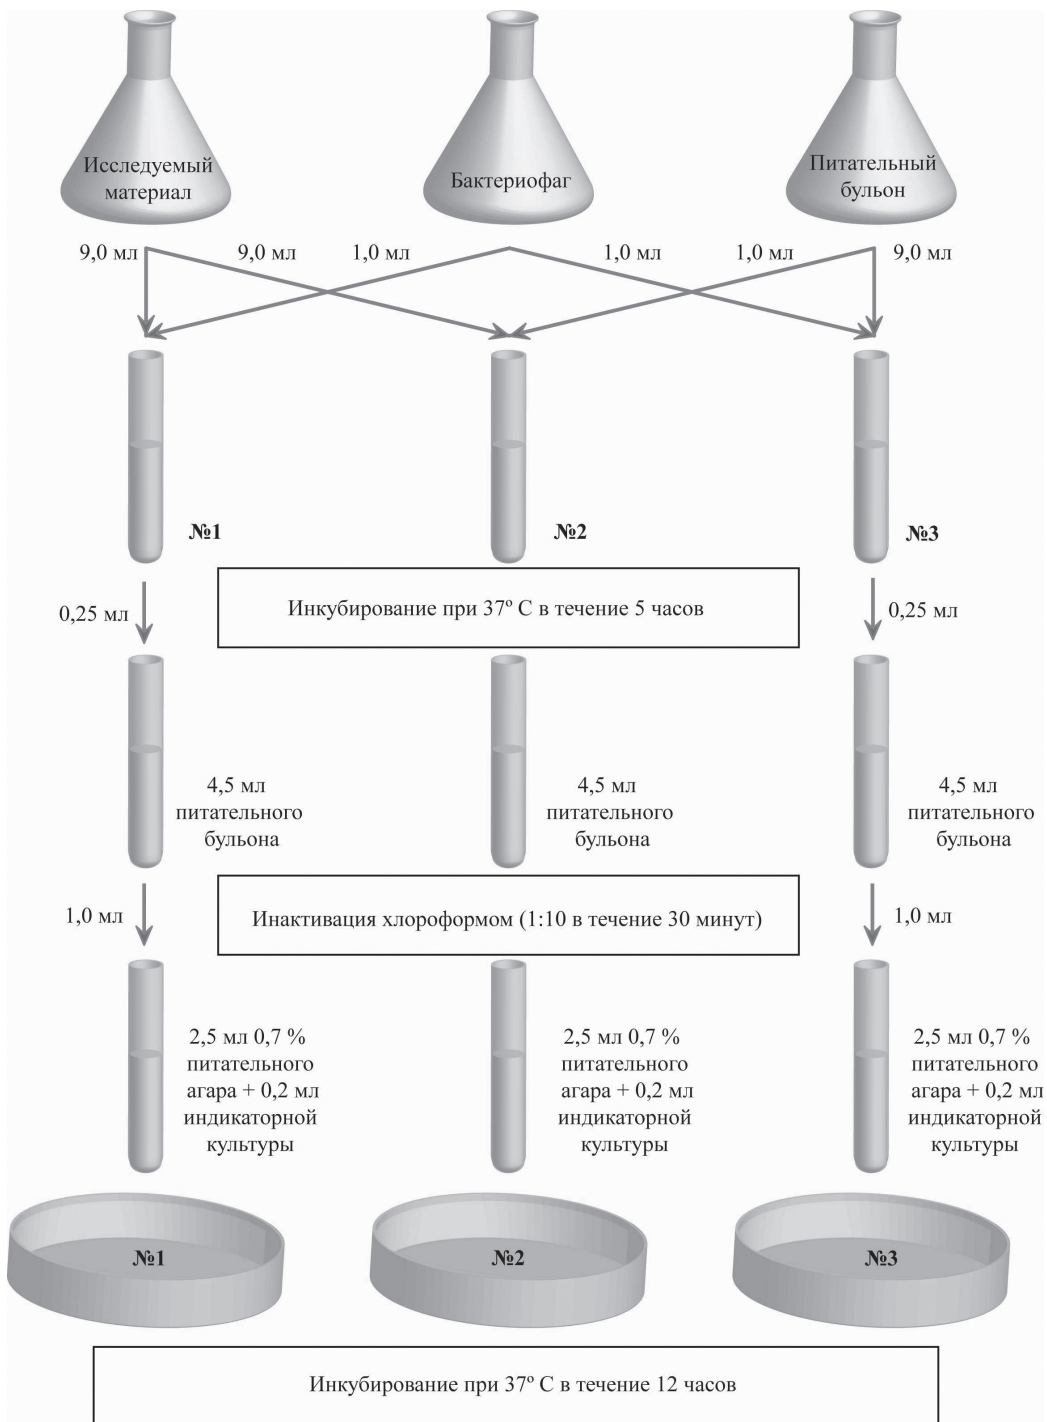 Исследуемый
материал
Бактериофаг
Питательный
бульон
9,0 мл
9,0 мл
1,0 мл
1,0 мл
1,0 мл
9,0 мл
№1
№2
№3
Инкубирование при 37º С в течение 5 часов
0,25 мл
0,25 мл
4,5 мл
питательного
бульона
4,5 мл
питательного
бульона
4,5 мл
питательного
бульона
Инактивация хлороформом (1:10 в течение 30 минут)
1,0 мл
1,0 мл
2,5 мл 0,7 %
питательного
агара + 0,2 мл
индикаторной
культуры
2,5 мл 0,7 %
питательного
агара + 0,2 мл
индикаторной
культуры
2,5 мл 0,7 %
питательного
агара + 0,2 мл
индикаторной
культуры
№1
№2
№3
Инкубирование при 37º С в течение 12 часов